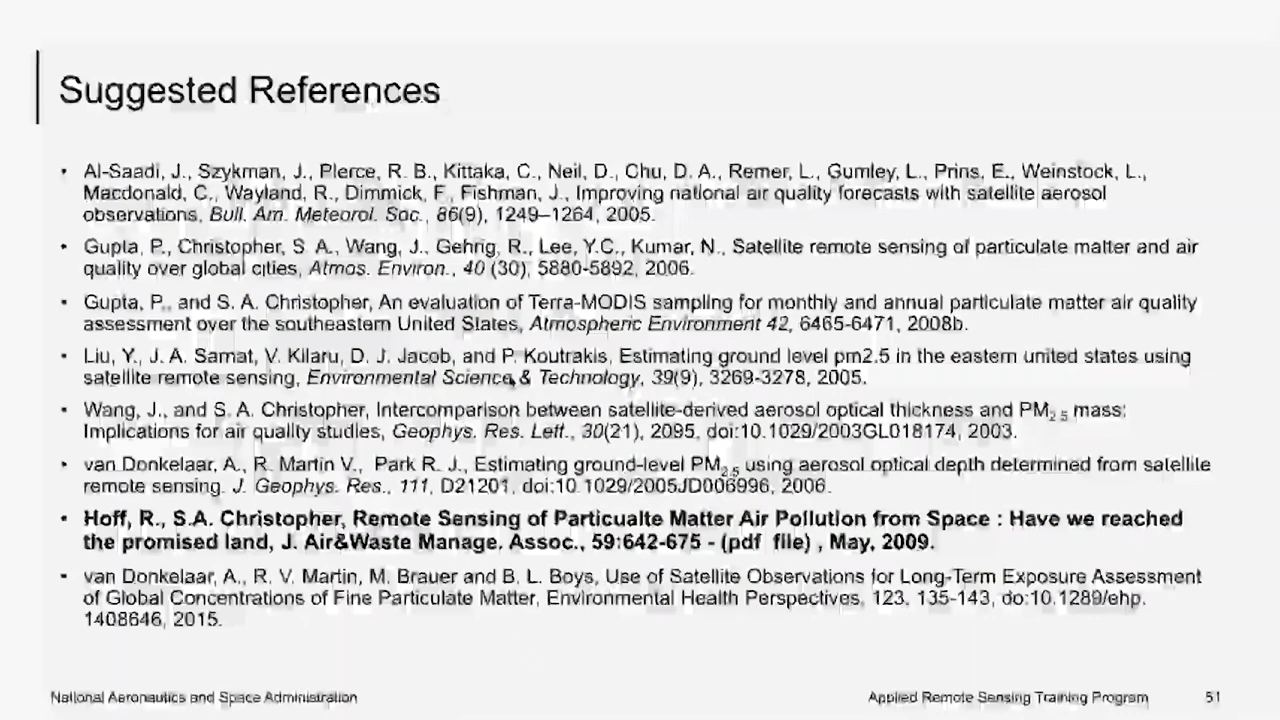 Suggested References
• Al-Saadi, J., Szykman, J., Pierce, R. B., Kittaka, C., Neil, D., Chu, D. A., Remer, L., Gumley, L., Prins, E., Weinstock, L.,
Macdonald, C., Wayland, R., Dimmick, F., Fishman, J., Improving national air quality forecasts with satellite aerosol
observations, Bull. Am. Meteorol. Soc., 86(9), 1249–1264, 2005.
• Gupta, P., Christopher, S. A., Wang, J., Gehrig, R., Lee, Y.C., Kumar, N., Satellite remote sensing of particulate matter and air
quality over global cities, Atmos. Environ., 40 (30), 5880-5892, 2006.
• Gupta, P., and S. A. Christopher, An evaluation of Terra-MODIS sampling for monthly and annual particulate matter air quality
assessment over the southeastern United States, Atmospheric Environment 42, 6465-6471, 2008b.
• Liu, Y., J. A. Sarnat, V. Kilaru, D. J. Jacob, and P. Koutrakis, Estimating ground level pm2.5 in the eastern united states using
satellite remote sensing, Environmental Science & Technology, 39(9), 3269-3278, 2005.
• Wang, J., and S. A. Christopher, Intercomparison between satellite-derived aerosol optical thickness and PM2.5 mass:
Implications for air quality studies, Geophys. Res. Lett., 30(21), 2095, doi:10.1029/2003GL018174, 2003.
• van Donkelaar, A., R. Martin V., Park R. J., Estimating ground-level PM2.5 using aerosol optical depth determined from satellite
remote sensing. J. Geophys. Res., 111, D21201, doi:10.1029/2005JD006996, 2006.
• Hoff, R., S.A. Christopher, Remote Sensing of Particualte Matter Air Pollution from Space : Have we reached
the promised land, J. Air&Waste Manage. Assoc., 59:642-675 - (pdf file) , May, 2009.
• van Donkelaar, A., R. V. Martin, M. Brauer and B. L. Boys, Use of Satellite Observations for Long-Term Exposure Assessment
of Global Concentrations of Fine Particulate Matter, Environmental Health Perspectives, 123, 135-143, do:10.1289/ehp.
1408646, 2015.
National Aeronautics and Space Administration
Applied Remote Sensing Training Program
51